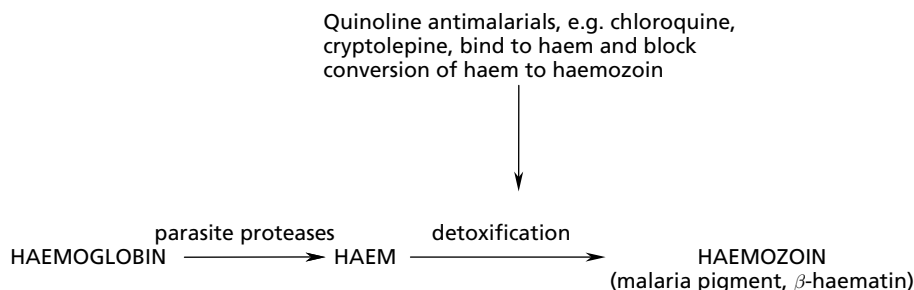 Quinoline antimalarials, e.g. chloroquine,
cryptolepine, bind to haem and block
conversion of haem to haemozoin
parasite proteases
detoxification
HAEMOGLOBIN
HAEM
HAEMOZOIN
(malaria pigment, β-haematin)